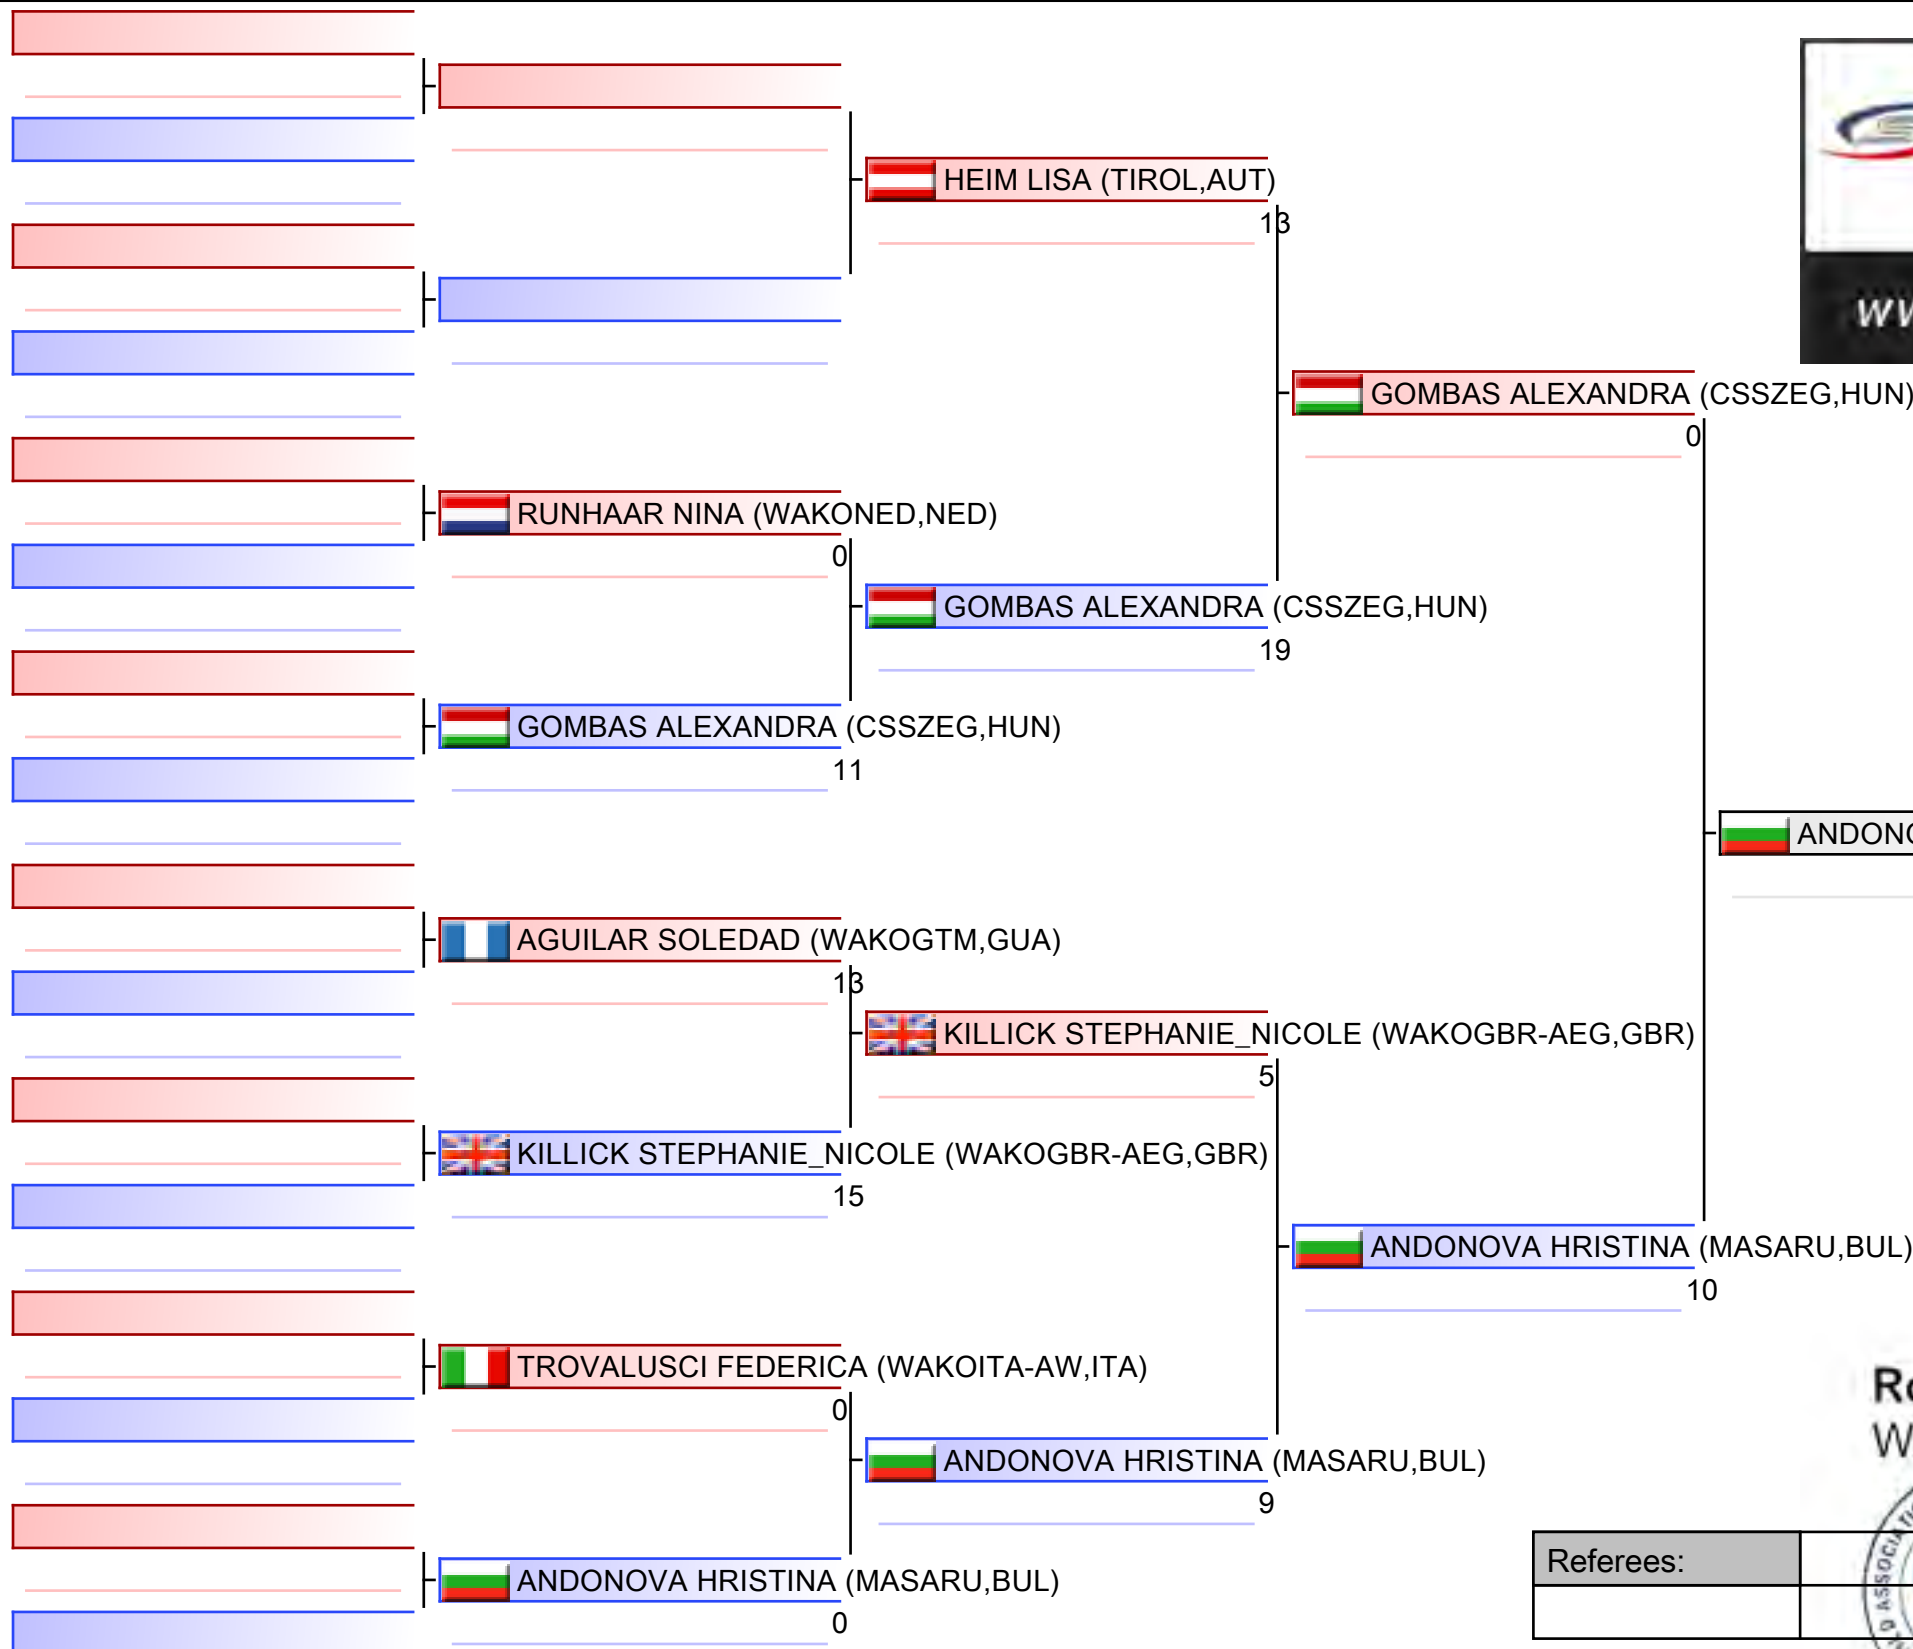 HEIM LISA (TIROL,AUT)
13
GOMBAS ALEXANDRA (CSSZEG,HUN)
0
RUNHAAR NINA (WAKONED,NED)
0
GOMBAS ALEXANDRA (CSSZEG,HUN)
19
GOMBAS ALEXANDRA (CSSZEG,HUN)
11
AGUILAR SOLEDAD (WAKOGTM,GUA)
13
KILLICK STEPHANIE_NICOLE (WAKOGBR-AEG,GBR)
5
KILLICK STEPHANIE_NICOLE (WAKOGBR-AEG,GBR)
15
ANDONOVA HRISTINA (MASARU,BUL)
10
TROVALUSCI FEDERICA (WAKOITA-AW,ITA)
0
ANDONOVA HRISTINA (MASARU,BUL)
9
ANDONOVA HRISTINA (MASARU,BUL)
0
Referees: